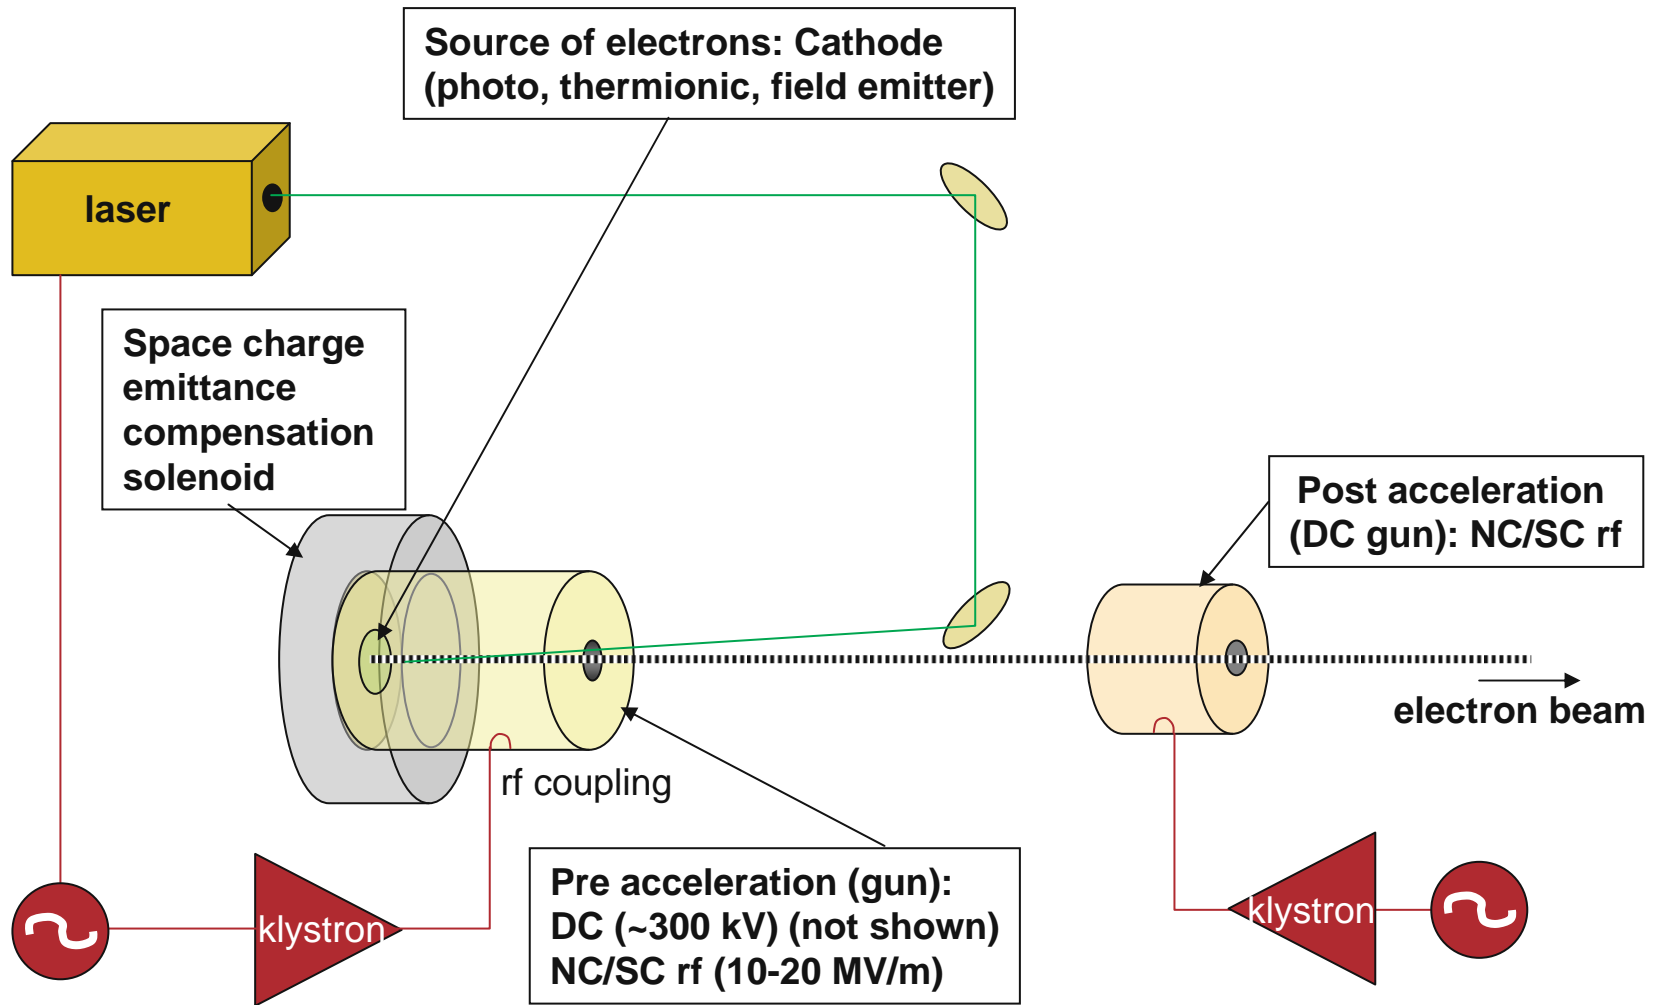 Source of electrons: Cathode
(photo, thermionic, field emitter)
laser
Space charge
emittance
compensation
solenoid
Post acceleration
(DC gun): NC/SC rf
electron beam
rf coupling
Pre acceleration (gun):
DC (~300 kV) (not shown)
NC/SC rf (10-20 MV/m)
klystron
klystron